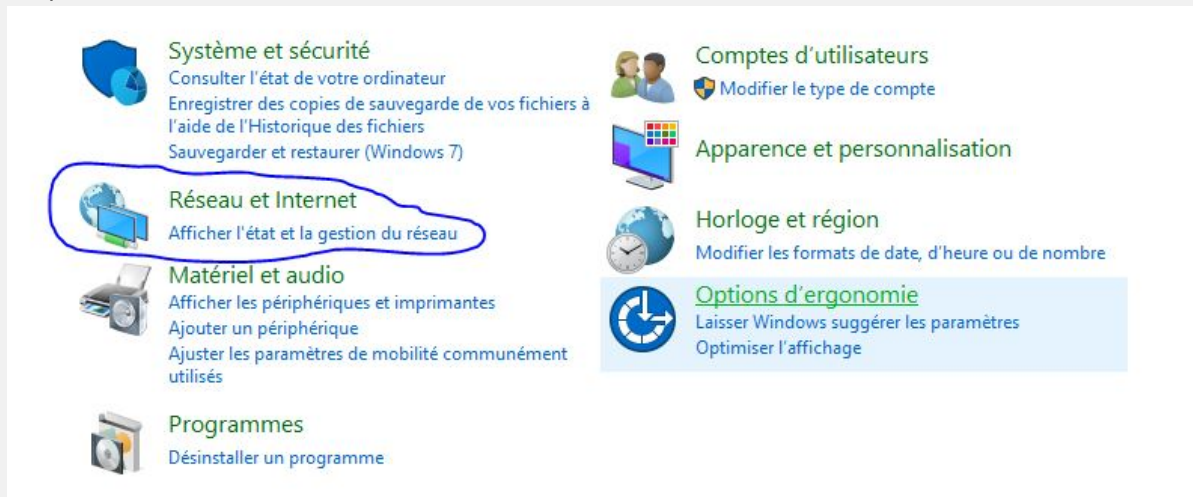 Système et sécurité
Consulter l'état de votre ordinateur
Enregistrer des copies de sauvegarde de vos fichiers à
l'aide de l'Historique des fichiers
Sauvegarder et restaurer (Windows 7)
Réseau et Internet
Afficher l'état et la gestion du réseau
Matériel et audio
Afficher les périphériques et imprimantes
Ajouter un périphérique
Ajuster les paramètres de mobilité communément
utilisés
Programmes
Désinstaller un programme
Comptes d'utilisateurs
Modifier le type de compte
Apparence et personnalisation
Horloge et région
Modifier les formats de date, d'heure ou de nombre
Options d'ergonomie
Laisser Windows suggérer les paramètres
Optimiser l'affichage